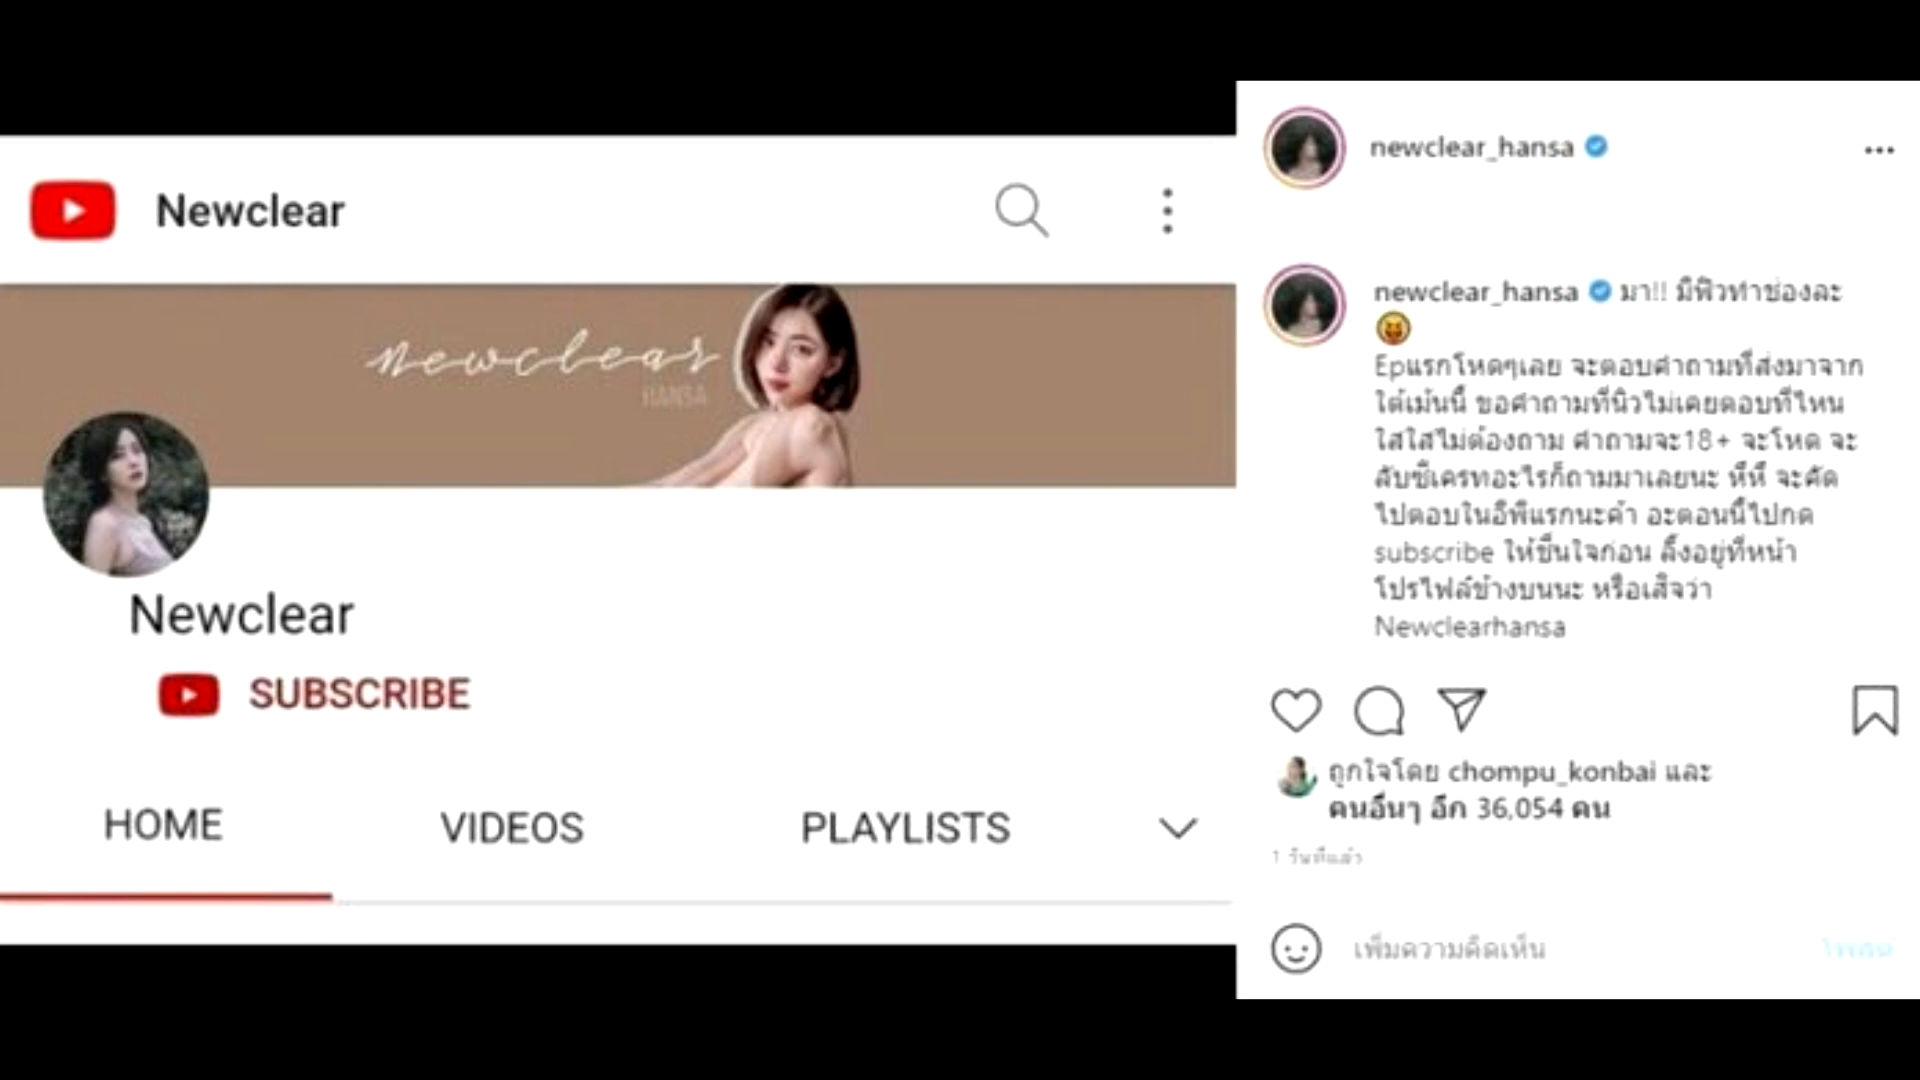 Newclear
newclear
HANSA
Newclear
SUBSCRIBE
HOME
VIDEOS
PLAYLISTS
newclear_hansa
newclear_hansa มา!! มีฟิวทำช่องละ
Epแรกโหดๆเลย จะตอบคำถามที่ส่งมาจาก
ใต้เม้นนี้ ขอคำถามที่นิวไม่เคยตอบที่ไหน
ใสใสไม่ต้องถาม คำถามจะ18+ จะโหด จะ
ลับซีเครทอะไรก็ถามมาเลยนะ หึหึ จะคัด
ไปตอบในอีพีแรกนะค้า อะตอนนี้ไปกด
subscribe ให้ชื่นใจก่อน ลิ้งอยู่ที่หน้า
โปรไฟล์ข้างบนนะ หรือเสิจว่า
Newclearhansa
ถูกใจโดย chompu_konbai และ
คนอื่นๆ อีก 36,054 คน
1 วันที่แล้ว
เพิ่มความคิดเห็น
โพสต์